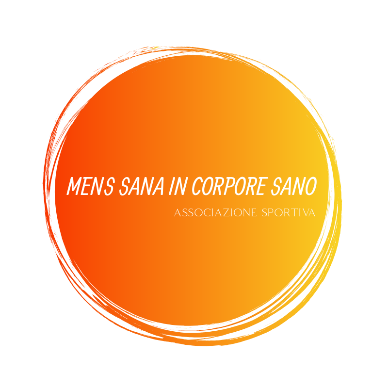 MENS SANA IN CORPORE SANO
ASSOCIAZIONE SPORTIVA